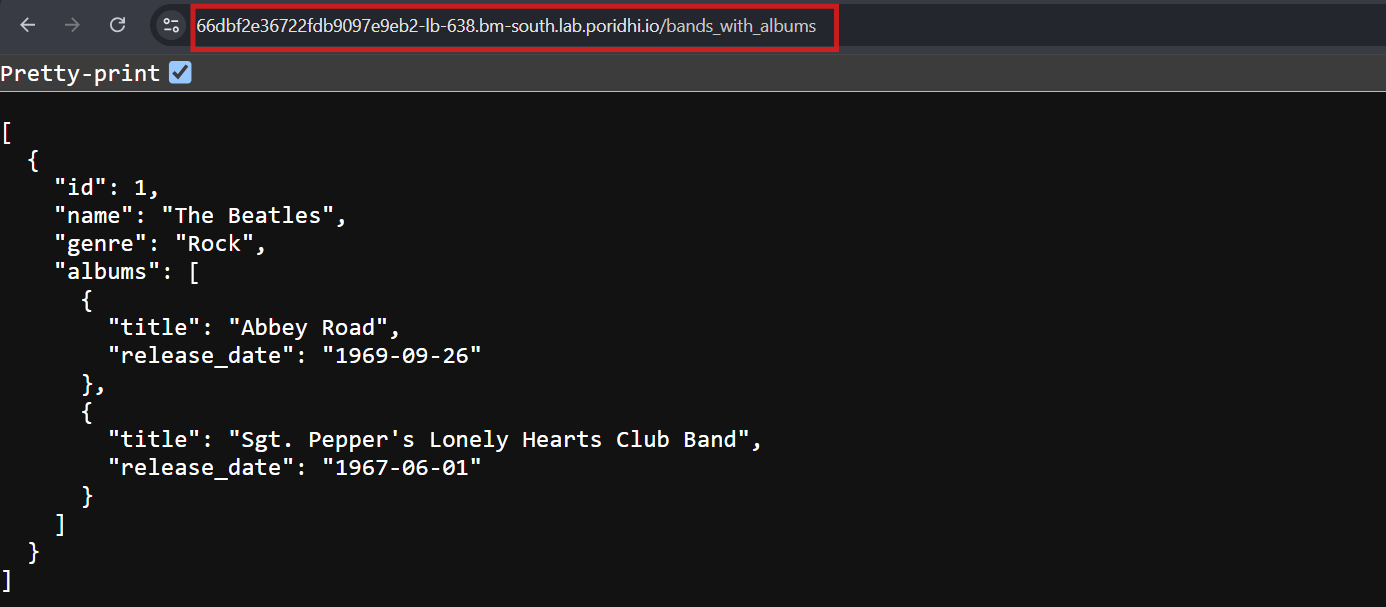 66dbf2e36722fdb9097e9eb2-lb-638.bm-south.lab.poridhi.io/bands_with_albums
Pretty-print
[
  {
    "id": 1,
    "name": "The Beatles",
    "genre": "Rock",
    "albums": [
      {
        "title": "Abbey Road",
        "release_date": "1969-09-26"
      },
      {
        "title": "Sgt. Pepper's Lonely Hearts Club Band",
        "release_date": "1967-06-01"
      }
    ]
  }
]